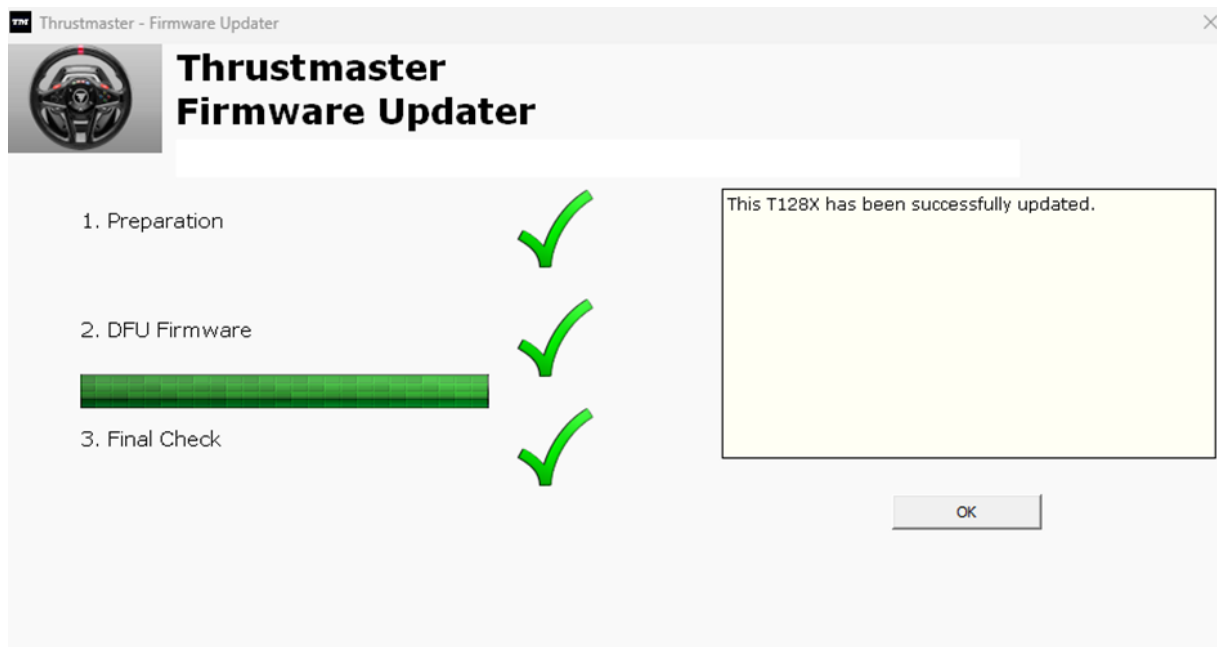 Thrustmaster - Firmware Updater
Thrustmaster
Firmware Updater
1. Preparation
This T128X has been successfully updated.
2. DFU Firmware
3. Final Check
OK